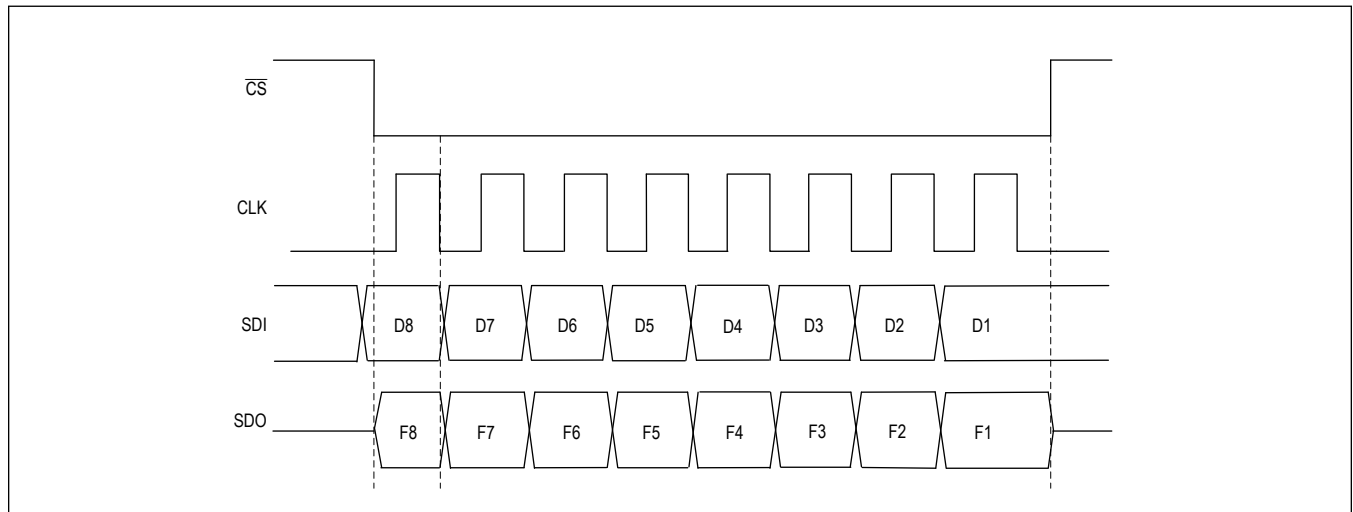 C̅S̅
CLK
SDI D8 D7 D6 D5 D4 D3 D2 D1
SDO F8 F7 F6 F5 F4 F3 F2 F1